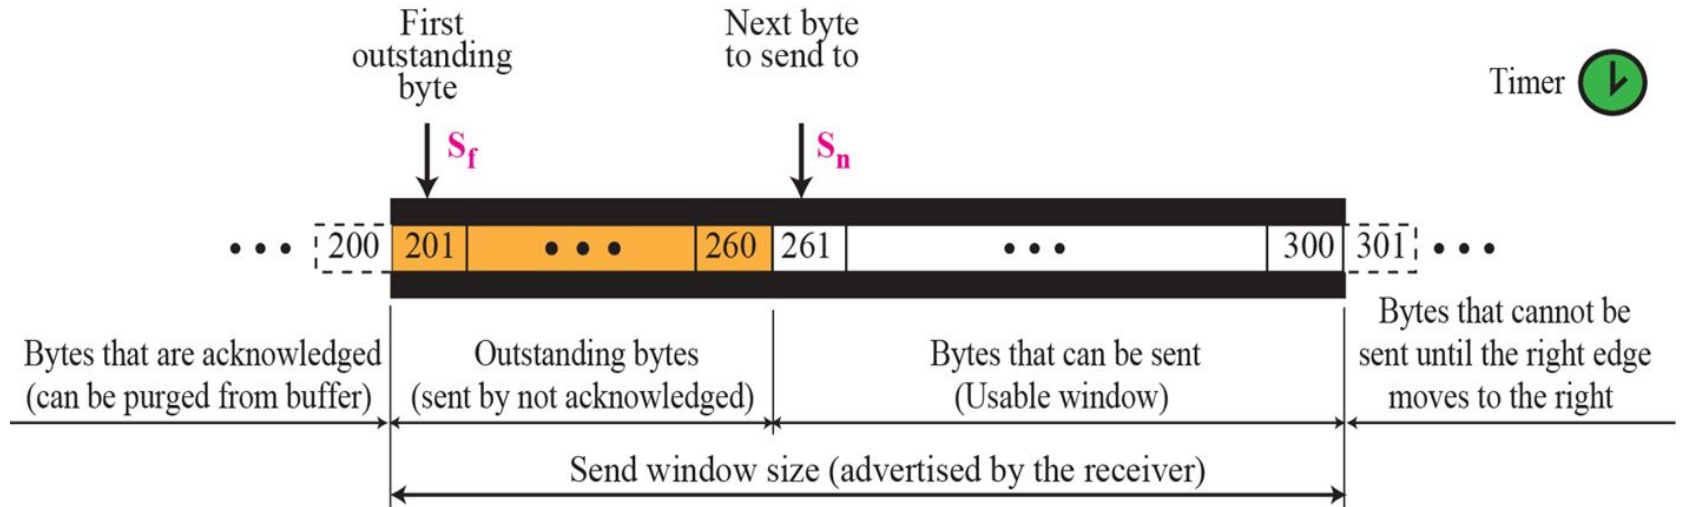 First
outstanding
byte
Next byte
to send to
Timer
Sf
Sn
• • • 200 201 • • • 260 261 • • • 300 301 • • •
Bytes that are acknowledged
(can be purged from buffer)
Outstanding bytes
(sent by not acknowledged)
Bytes that can be sent
(Usable window)
Bytes that cannot be
sent until the right edge
moves to the right
Send window size (advertised by the receiver)